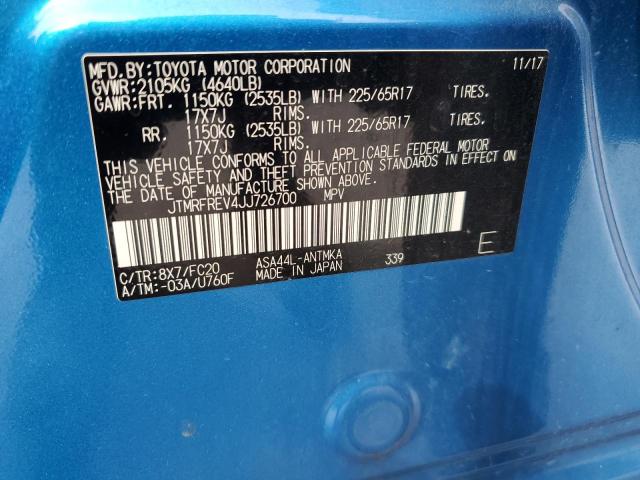 MFD.BY:TOYOTA MOTOR CORPORATION 11/17
GVWR:2105KG (4640LB)
GAWR:FRT. 1150KG (2535LB) WITH 225/65R17 TIRES.
17X7J RIMS.
RR. 1150KG (2535LB) WITH 225/65R17 TIRES.
17X7J RIMS.
THIS VEHICLE CONFORMS TO ALL APPLICABLE FEDERAL MOTOR
VEHICLE SAFETY, BUMPER, AND THEFT PREVENTION STANDARDS IN EFFECT ON
THE DATE OF MANUFACTURE SHOWN ABOVE.
JTMRFREV4JJ726700 MPV
C/TR:8X7/FC20 ASA44L-ANTMKA 339 E
A/TM:-03A/U760F MADE IN JAPAN